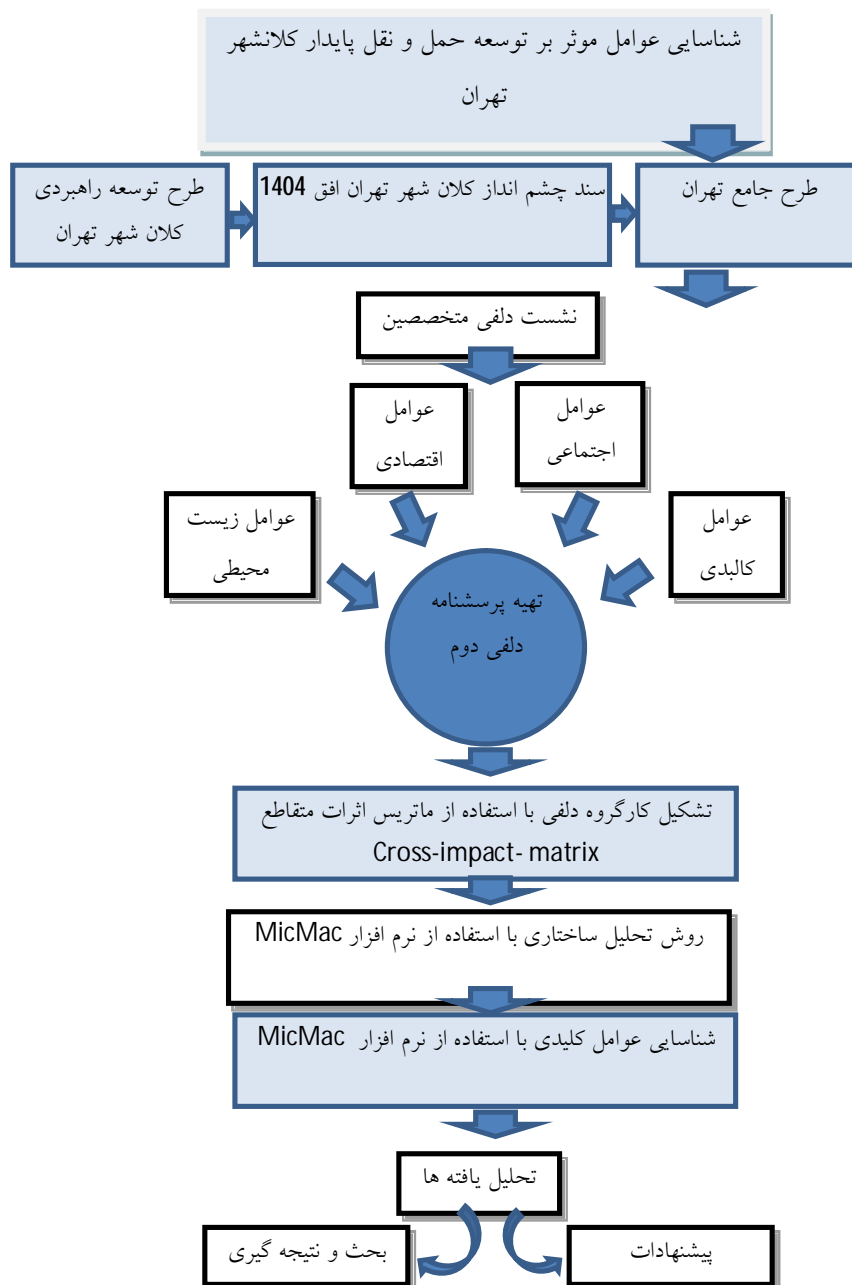 شناسایی عوامل موثر بر توسعه حمل و نقل پایدار کلانشهر
تهران
طرح جامع تهران
سند چشم انداز کلان شهر تهران افق 1404
طرح توسعه راهبردی
کلان شهر تهران
نشست دلفی متخصصین
عوامل
اجتماعی
عوامل
اقتصادی
عوامل
کالبدی
عوامل زیست
محیطی
تهیه پرسشنامه
دلفی دوم
تشکیل کارگروه دلفی با استفاده از ماتریس اثرات متقاطع
Cross-impact- matrix
روش تحلیل ساختاری با استفاده از نرم افزار MicMac
شناسایی عوامل کلیدی با استفاده از نرم افزار MicMac
تحلیل یافته ها
پیشنهادات
بحث و نتیجه گیری